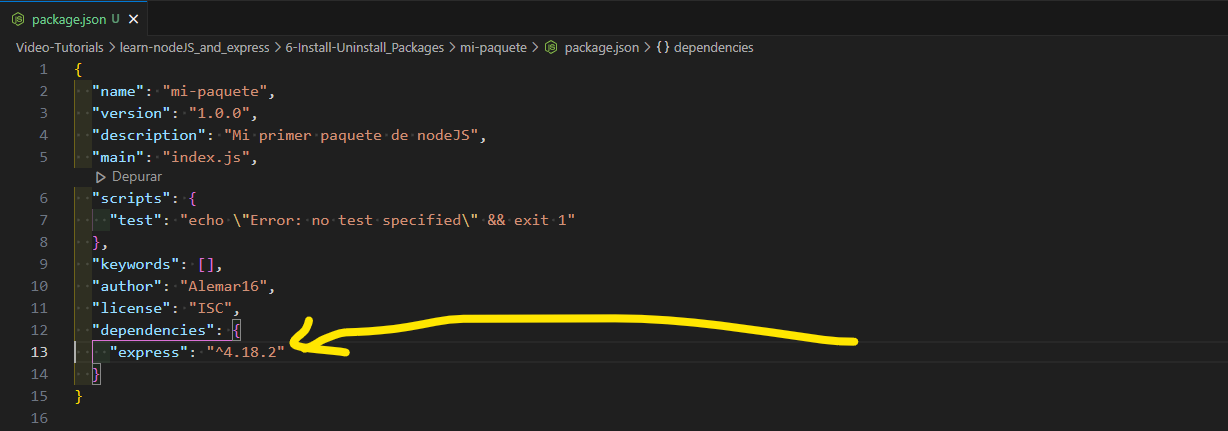 package.json U
Video-Tutorials > learn-nodeJS_and_express > 6-Install-Uninstall_Packages > mi-paquete > package.json > {} dependencies
1 {
2 "name": "mi-paquete",
3 "version": "1.0.0",
4 "description": "Mi primer paquete de nodeJS",
5 "main": "index.js",
Depurar
6 "scripts": {
7 "test": "echo \"Error: no test specified\" && exit 1"
8 },
9 "keywords": [],
10 "author": "Alemar16",
11 "license": "ISC",
12 "dependencies": {
13 "express": "^4.18.2"
14 }
15 }
16